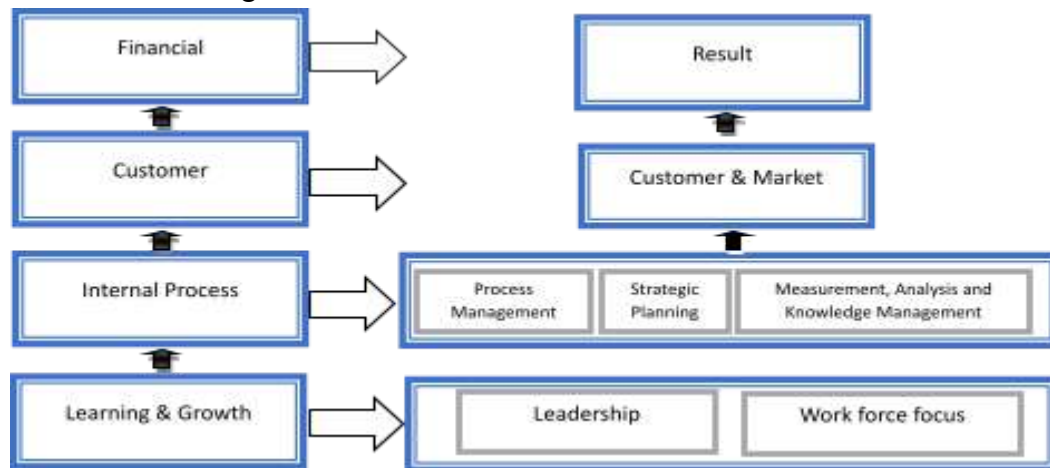 Financial
Result
Customer
Customer & Market
Internal Process
Process
Management
Strategic
Planning
Measurement, Analysis and
Knowledge Management
Learning & Growth
Leadership
Work force focus